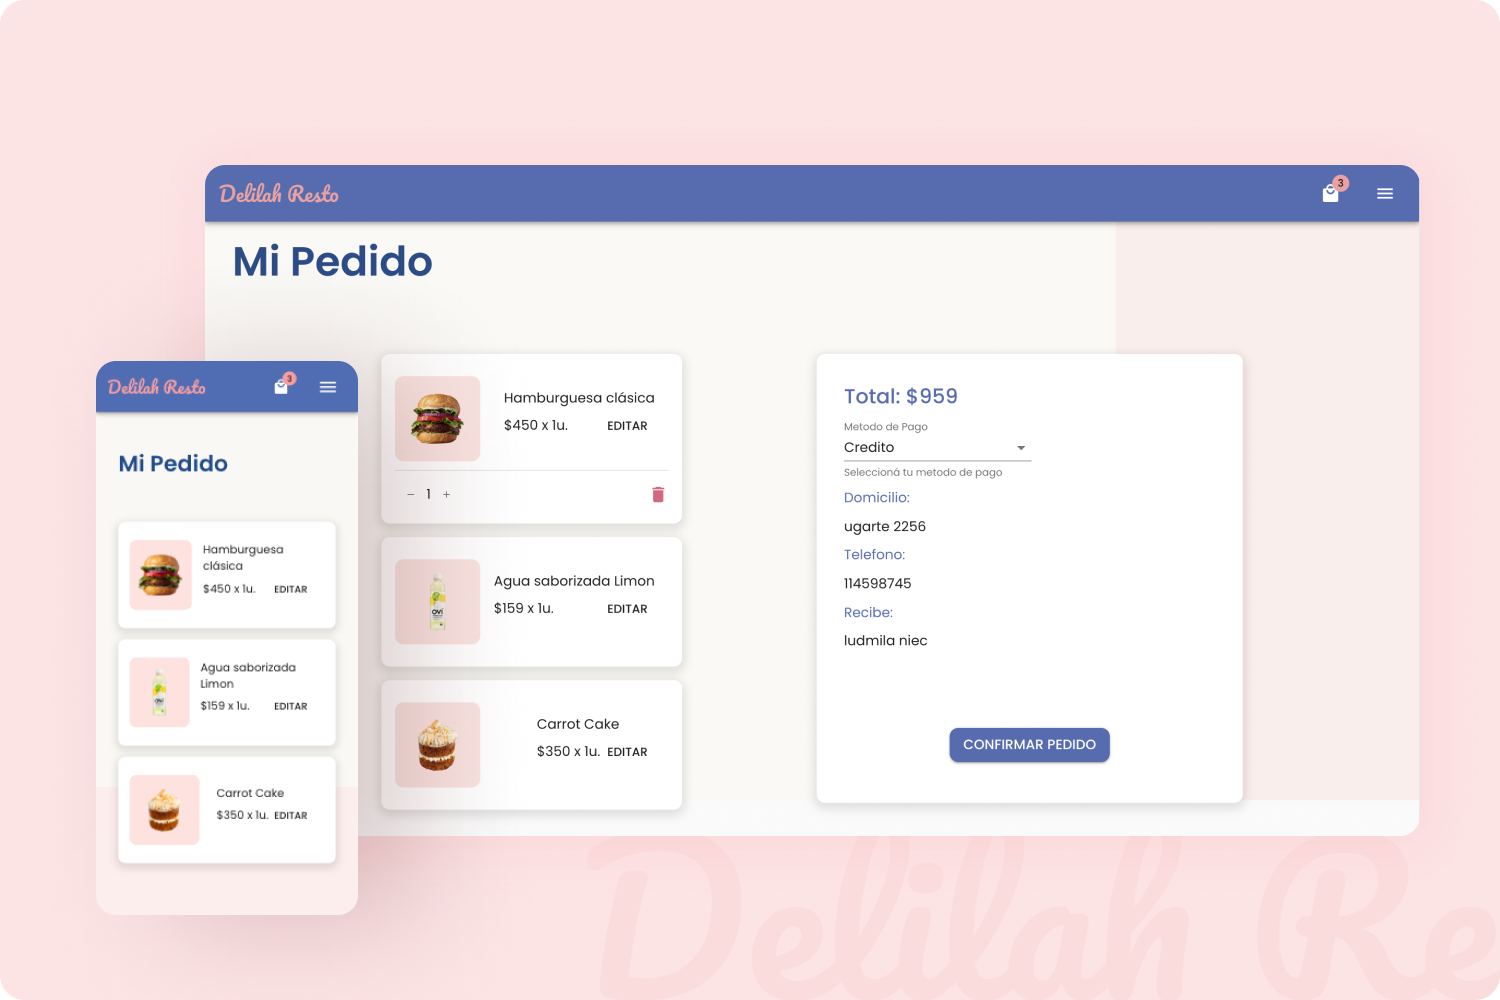 Delilah Resto
3
Mi Pedido
Hamburguesa clásica
$450 x 1u.
EDITAR
− 1 +
Agua saborizada Limon
$159 x 1u.
EDITAR
Carrot Cake
$350 x 1u.
EDITAR
Total: $959
Metodo de Pago
Credito
Seleccioná tu metodo de pago
Domicilio:
ugarte 2256
Telefono:
114598745
Recibe:
ludmila niec
CONFIRMAR PEDIDO
Delilah Resto
3
Mi Pedido
Hamburguesa
clásica
$450 x 1u.
EDITAR
OVI
Agua saborizada
Limon
$159 x 1u.
EDITAR
Carrot Cake
$350 x 1u.
EDITAR
Delilah Re